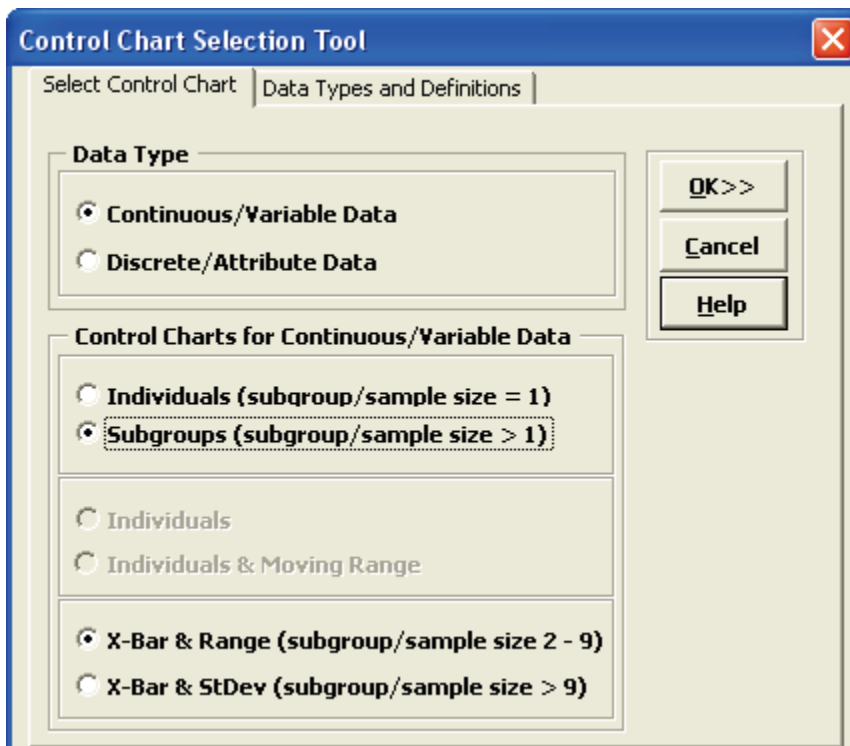 Control Chart Selection Tool
Select Control Chart
Data Types and Definitions
Data Type
Continuous/Variable Data
Discrete/Attribute Data
OK>>
Cancel
Help
Control Charts for Continuous/Variable Data
Individuals (subgroup/sample size = 1)
Subgroups (subgroup/sample size > 1)
Individuals
Individuals & Moving Range
X-Bar & Range (subgroup/sample size 2 - 9)
X-Bar & StDev (subgroup/sample size > 9)